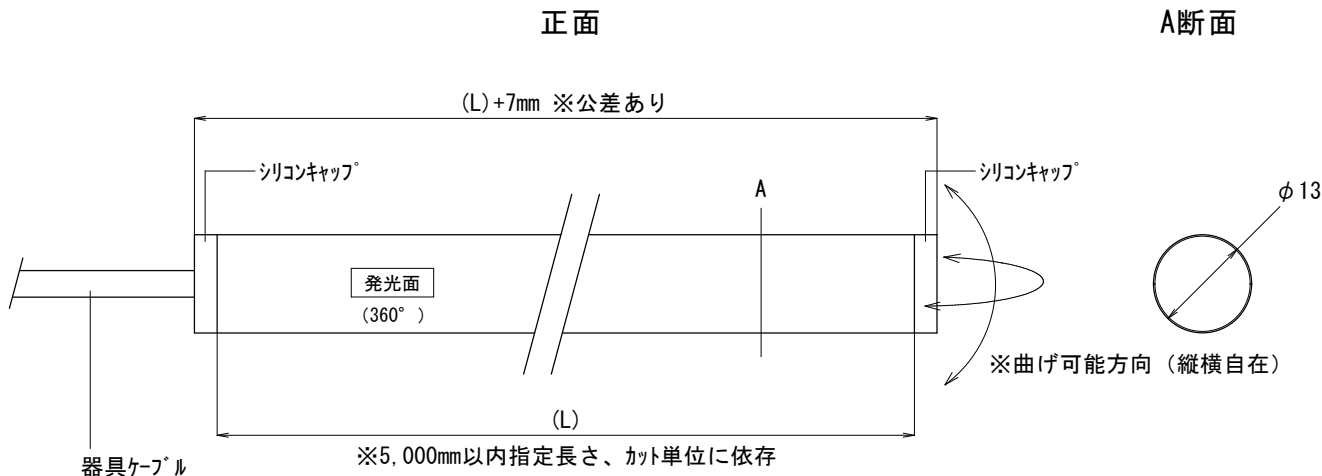 正面
A断面
(L)+7mm ※公差あり
ｼﾘｺﾝｷｬｯﾌﾟ
ｼﾘｺﾝｷｬｯﾌﾟ
A
φ13
発光面
(360°)
※曲げ可能方向（縦横自在）
(L)
※5,000mm以内指定長さ、ｶｯﾄ単位に依存
器具ｹｰﾌﾞﾙ